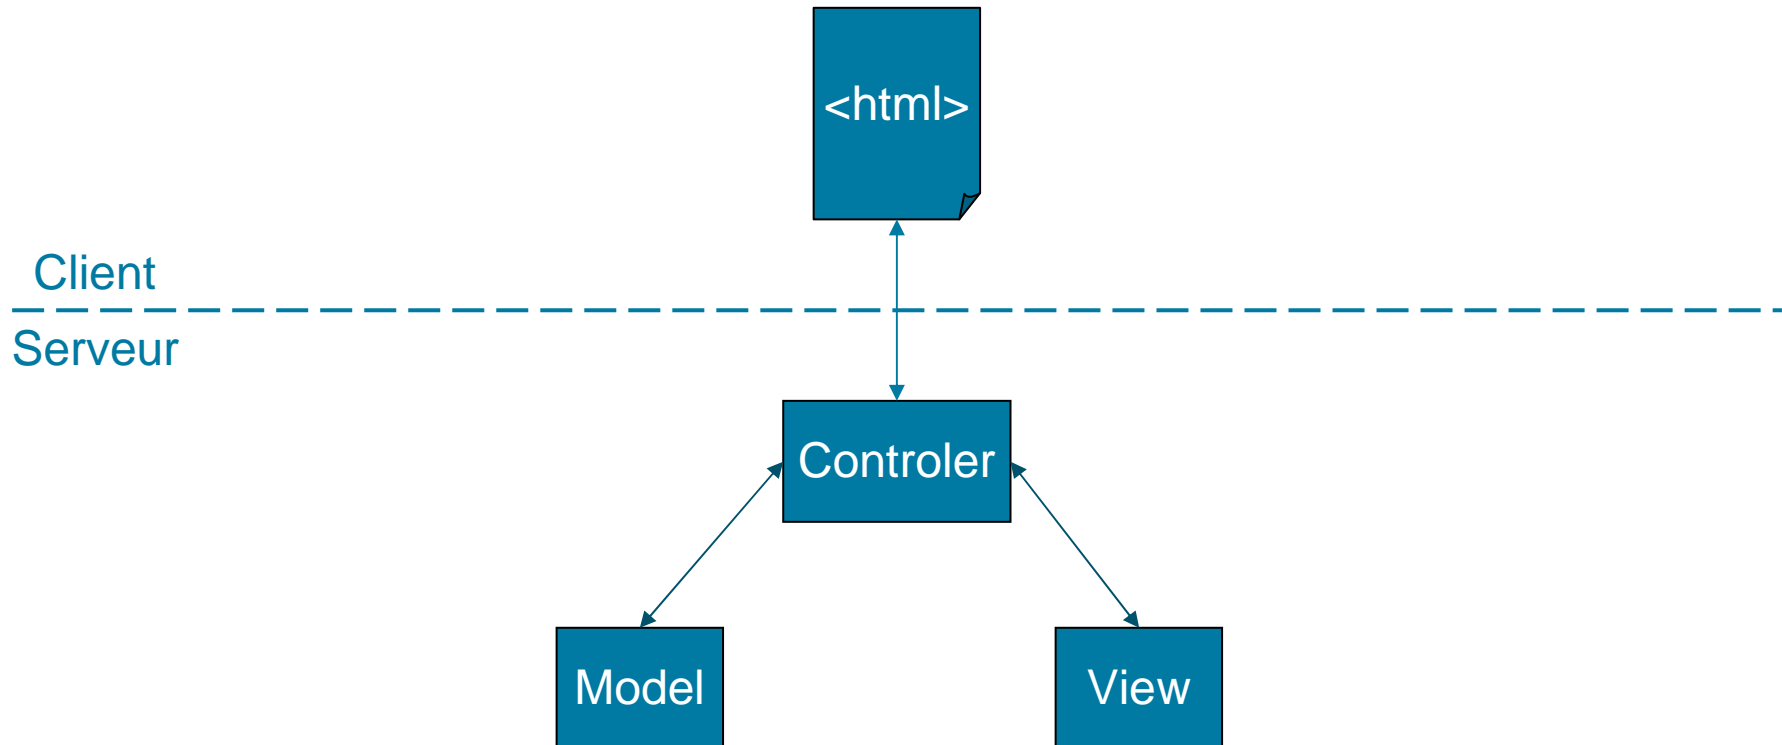 <html>
Client
Serveur
Controler
Model
View